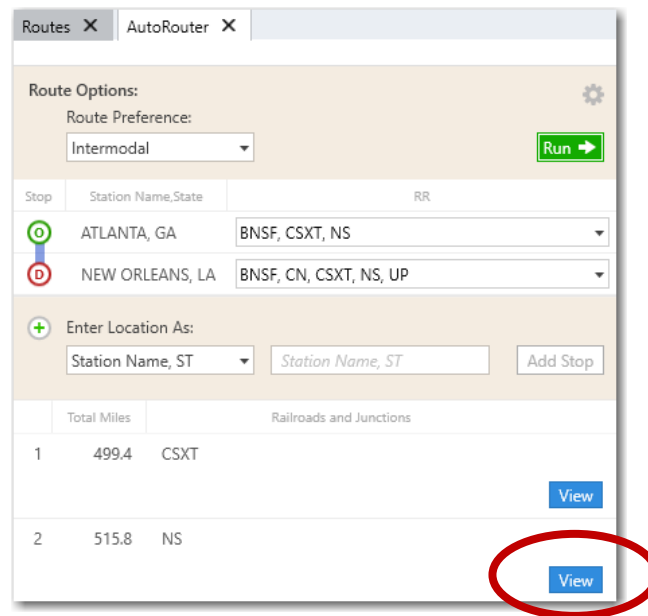 Routes X AutoRouter X
Route Options:
Route Preference:
Intermodal
Run
Stop Station Name,State RR
O ATLANTA, GA BNSF, CSXT, NS
D NEW ORLEANS, LA BNSF, CN, CSXT, NS, UP
Enter Location As:
Station Name, ST Station Name, ST Add Stop
Total Miles Railroads and Junctions
1 499.4 CSXT
View
2 515.8 NS
View